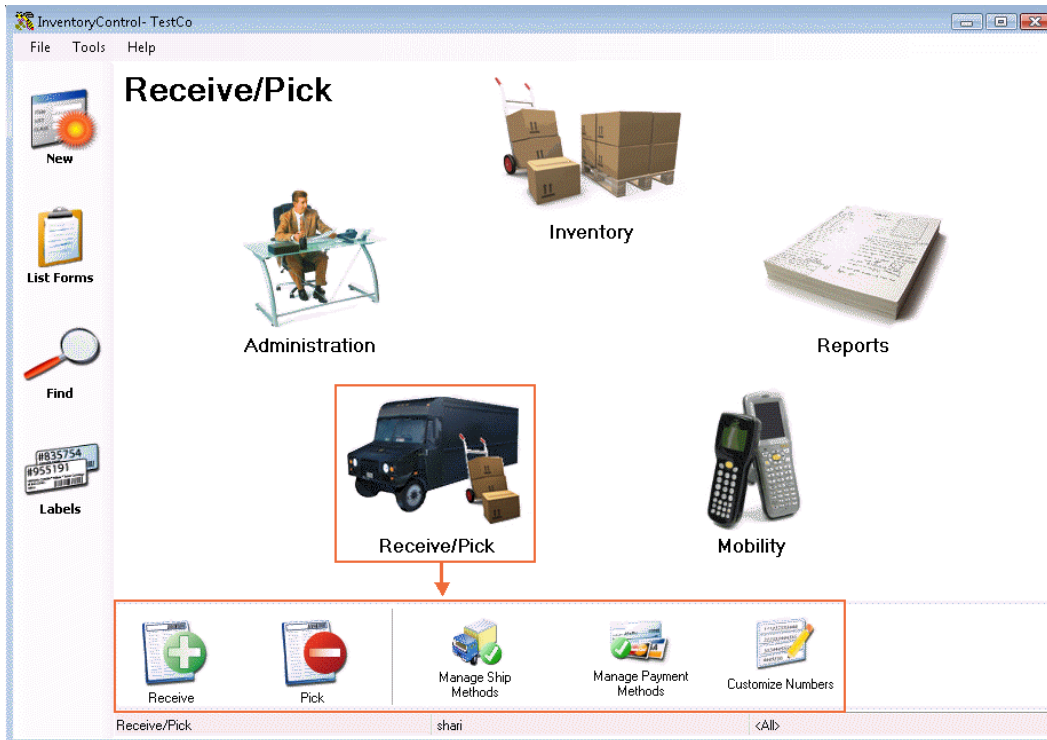 InventoryControl- TestCo
File Tools Help
Receive/Pick
New
List Forms
Find
#835754
#955191
Labels
Inventory
Administration
Reports
Receive/Pick
Mobility
Receive
Pick
Manage Ship
Methods
Manage Payment
Methods
Customize Numbers
Receive/Pick shari <All>